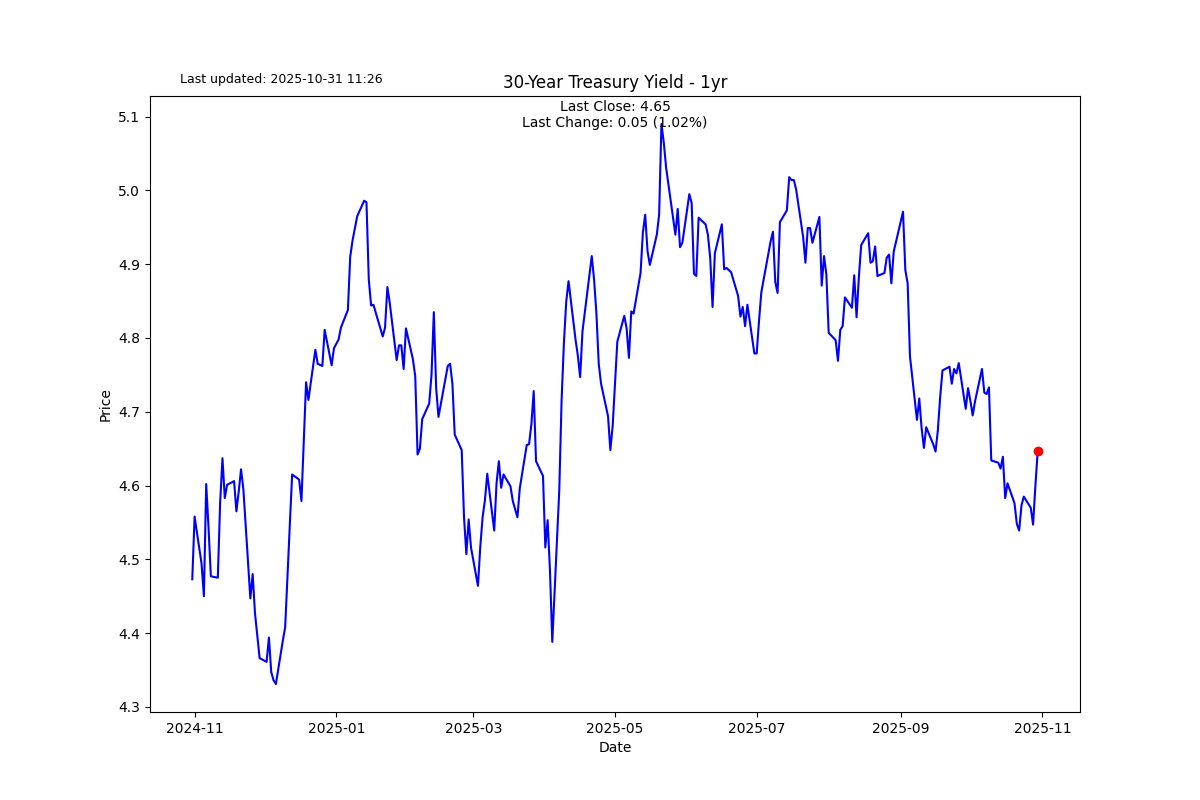 Last updated: 2025-10-31 11:26
30-Year Treasury Yield - 1yr
Last Close: 4.65
Last Change: 0.05 (1.02%)
5.1
5.0
4.9
4.8
4.7
4.6
4.5
4.4
4.3
Price
2024-11 2025-01 2025-03 2025-05 2025-07 2025-09 2025-11
Date